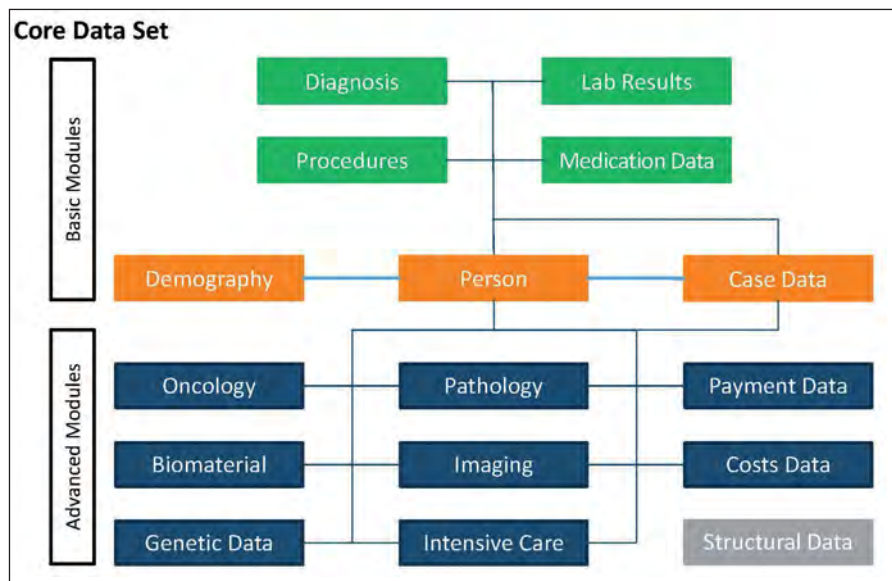 Core Data Set
Basic Modules
Diagnosis
Lab Results
Procedures
Medication Data
Demography
Person
Case Data
Advanced Modules
Oncology
Pathology
Payment Data
Biomaterial
Imaging
Costs Data
Genetic Data
Intensive Care
Structural Data